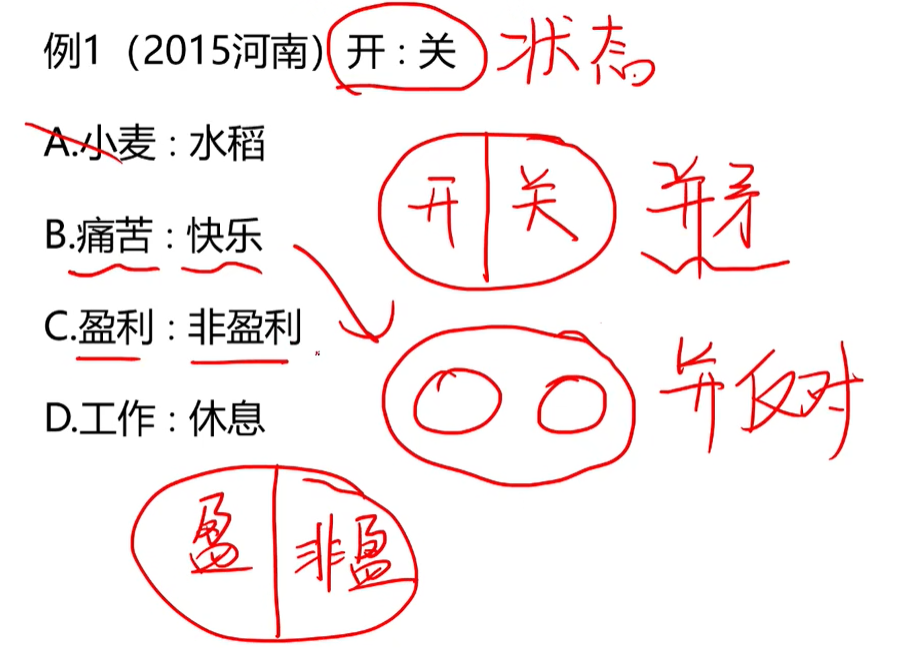 例1（2015河南）开 : 关 状态
A.小麦 : 水稻
开 关 并 矛
B.痛苦 : 快乐
C.盈利 : 非盈利
并反对
D.工作 : 休息
盈 非盈